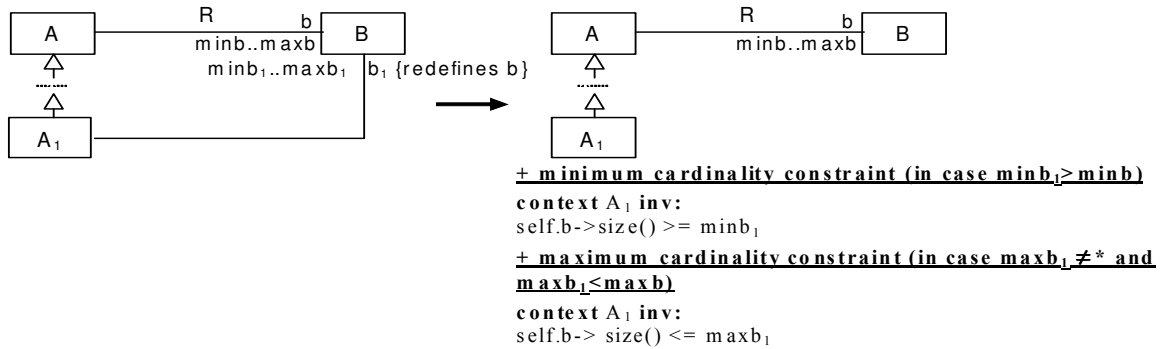 A
R
b
minb..maxb
B
minb₁..maxb₁
b₁ {redefines b}
A₁
A
R
b
minb..maxb
B
A₁
+ minimum cardinality constraint (in case minb₁>minb)
context A₁ inv:
self.b->size() >= minb₁
+ maximum cardinality constraint (in case maxb₁ ≠* and
maxb₁<maxb)
context A₁ inv:
self.b-> size() <= maxb₁